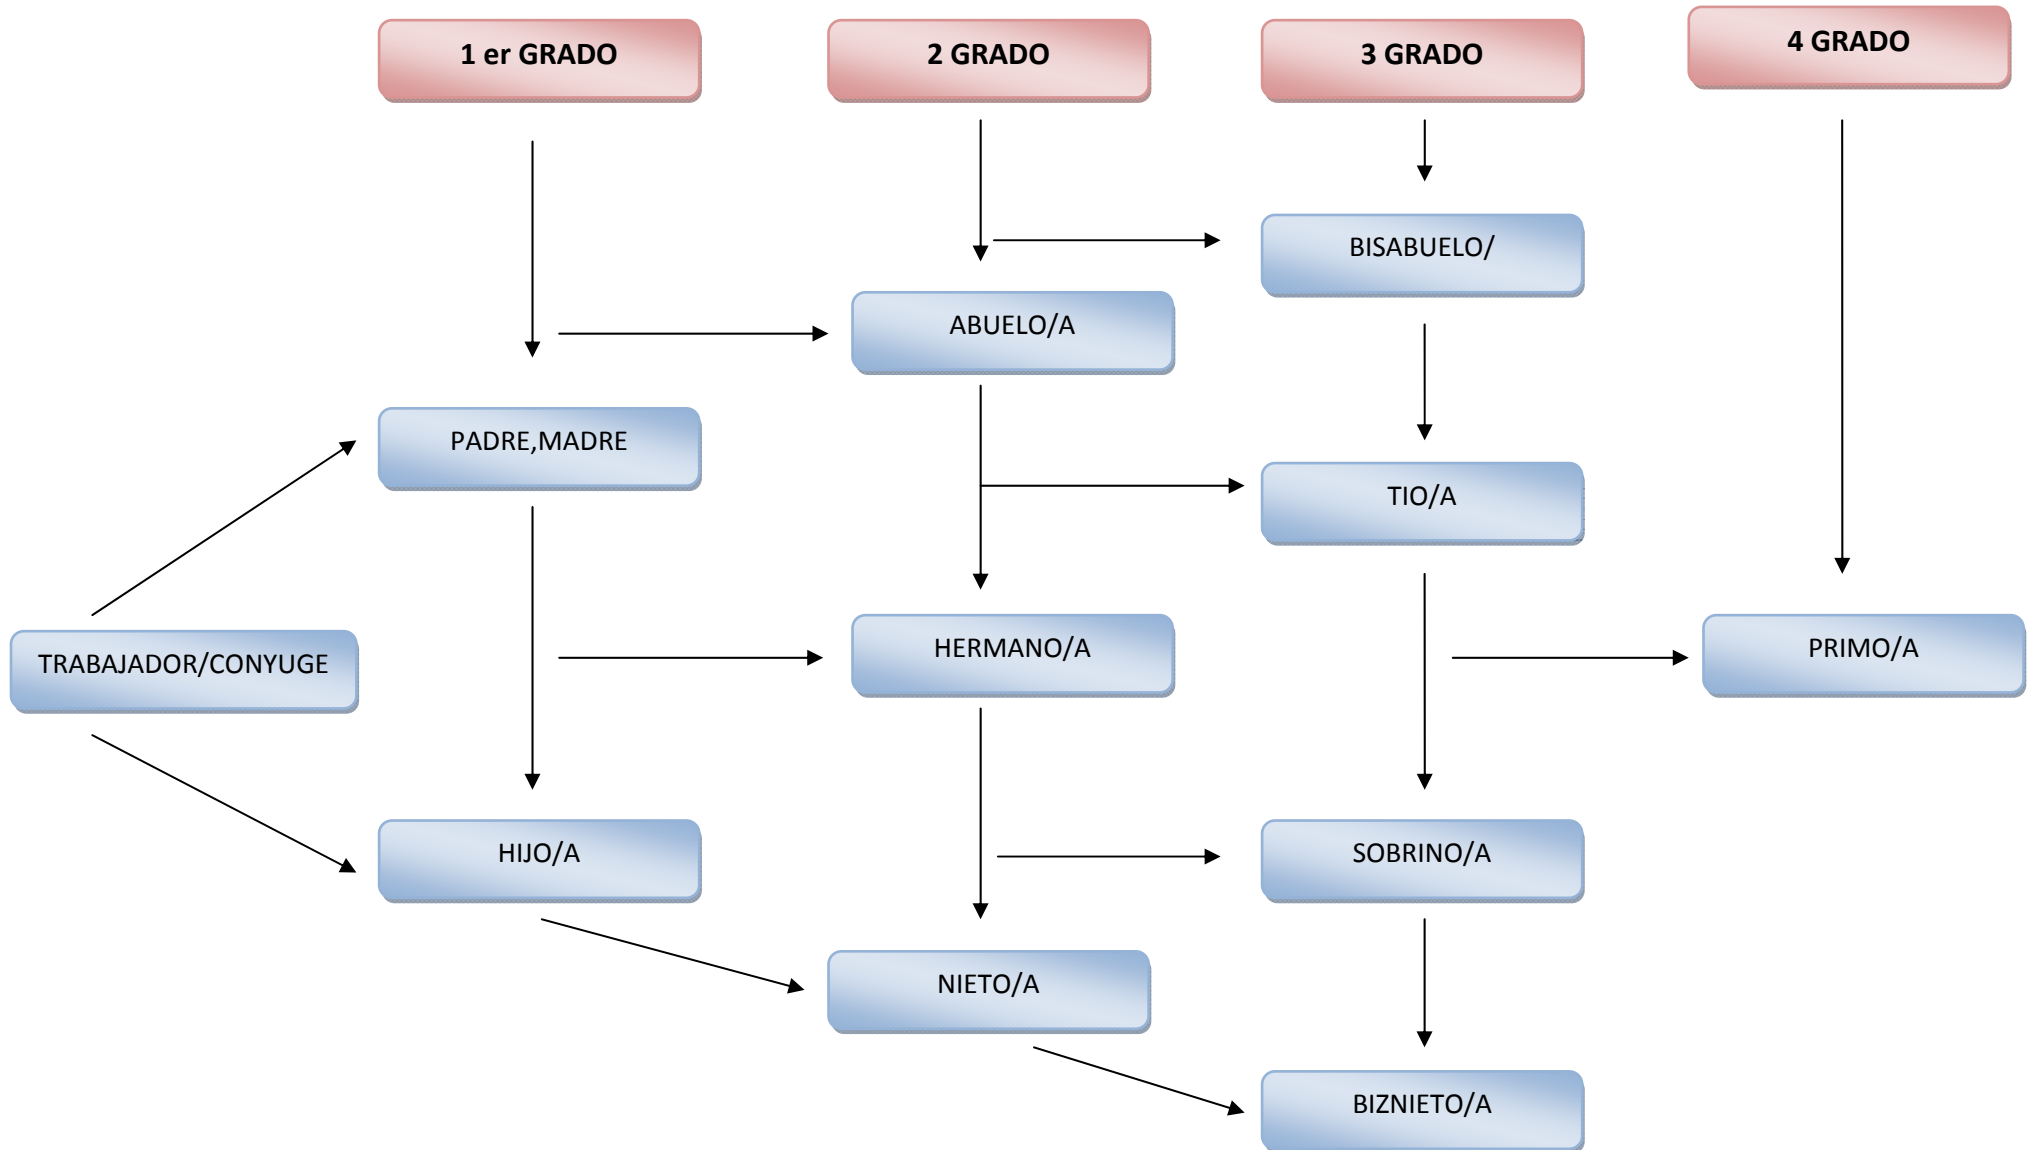 1 er GRADO
2 GRADO
3 GRADO
4 GRADO
BISABUELO/
ABUELO/A
PADRE,MADRE
TIO/A
TRABAJADOR/CONYUGE
HERMANO/A
PRIMO/A
HIJO/A
SOBRINO/A
NIETO/A
BIZNIETO/A